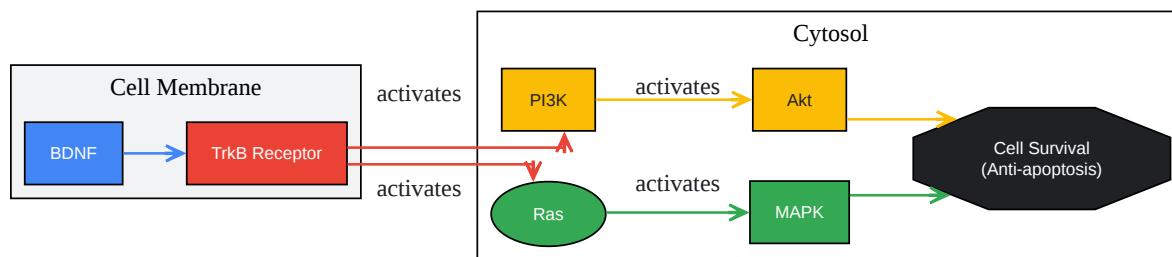 Cytosol
Cell Membrane
activates
PI3K
activates
Akt
BDNF
TrkB Receptor
Cell Survival
(Anti-apoptosis)
activates
Ras
activates
MAPK